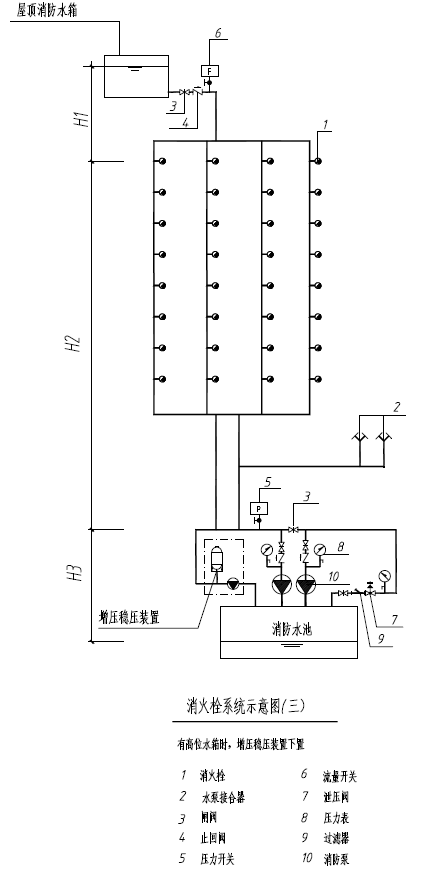 屋顶消防水箱
6
F
3
4
H1
1
H2
2
5
3
P
8
H3
10
增压稳压装置
消防水池
7
9
消火栓系统示意图(三)
有高位水箱时，增压稳压装置下置
1 消火栓 6 流量开关
2 水泵接合器 7 泄压阀
3 闸阀 8 压力表
4 止回阀 9 过滤器
5 压力开关 10 消防泵